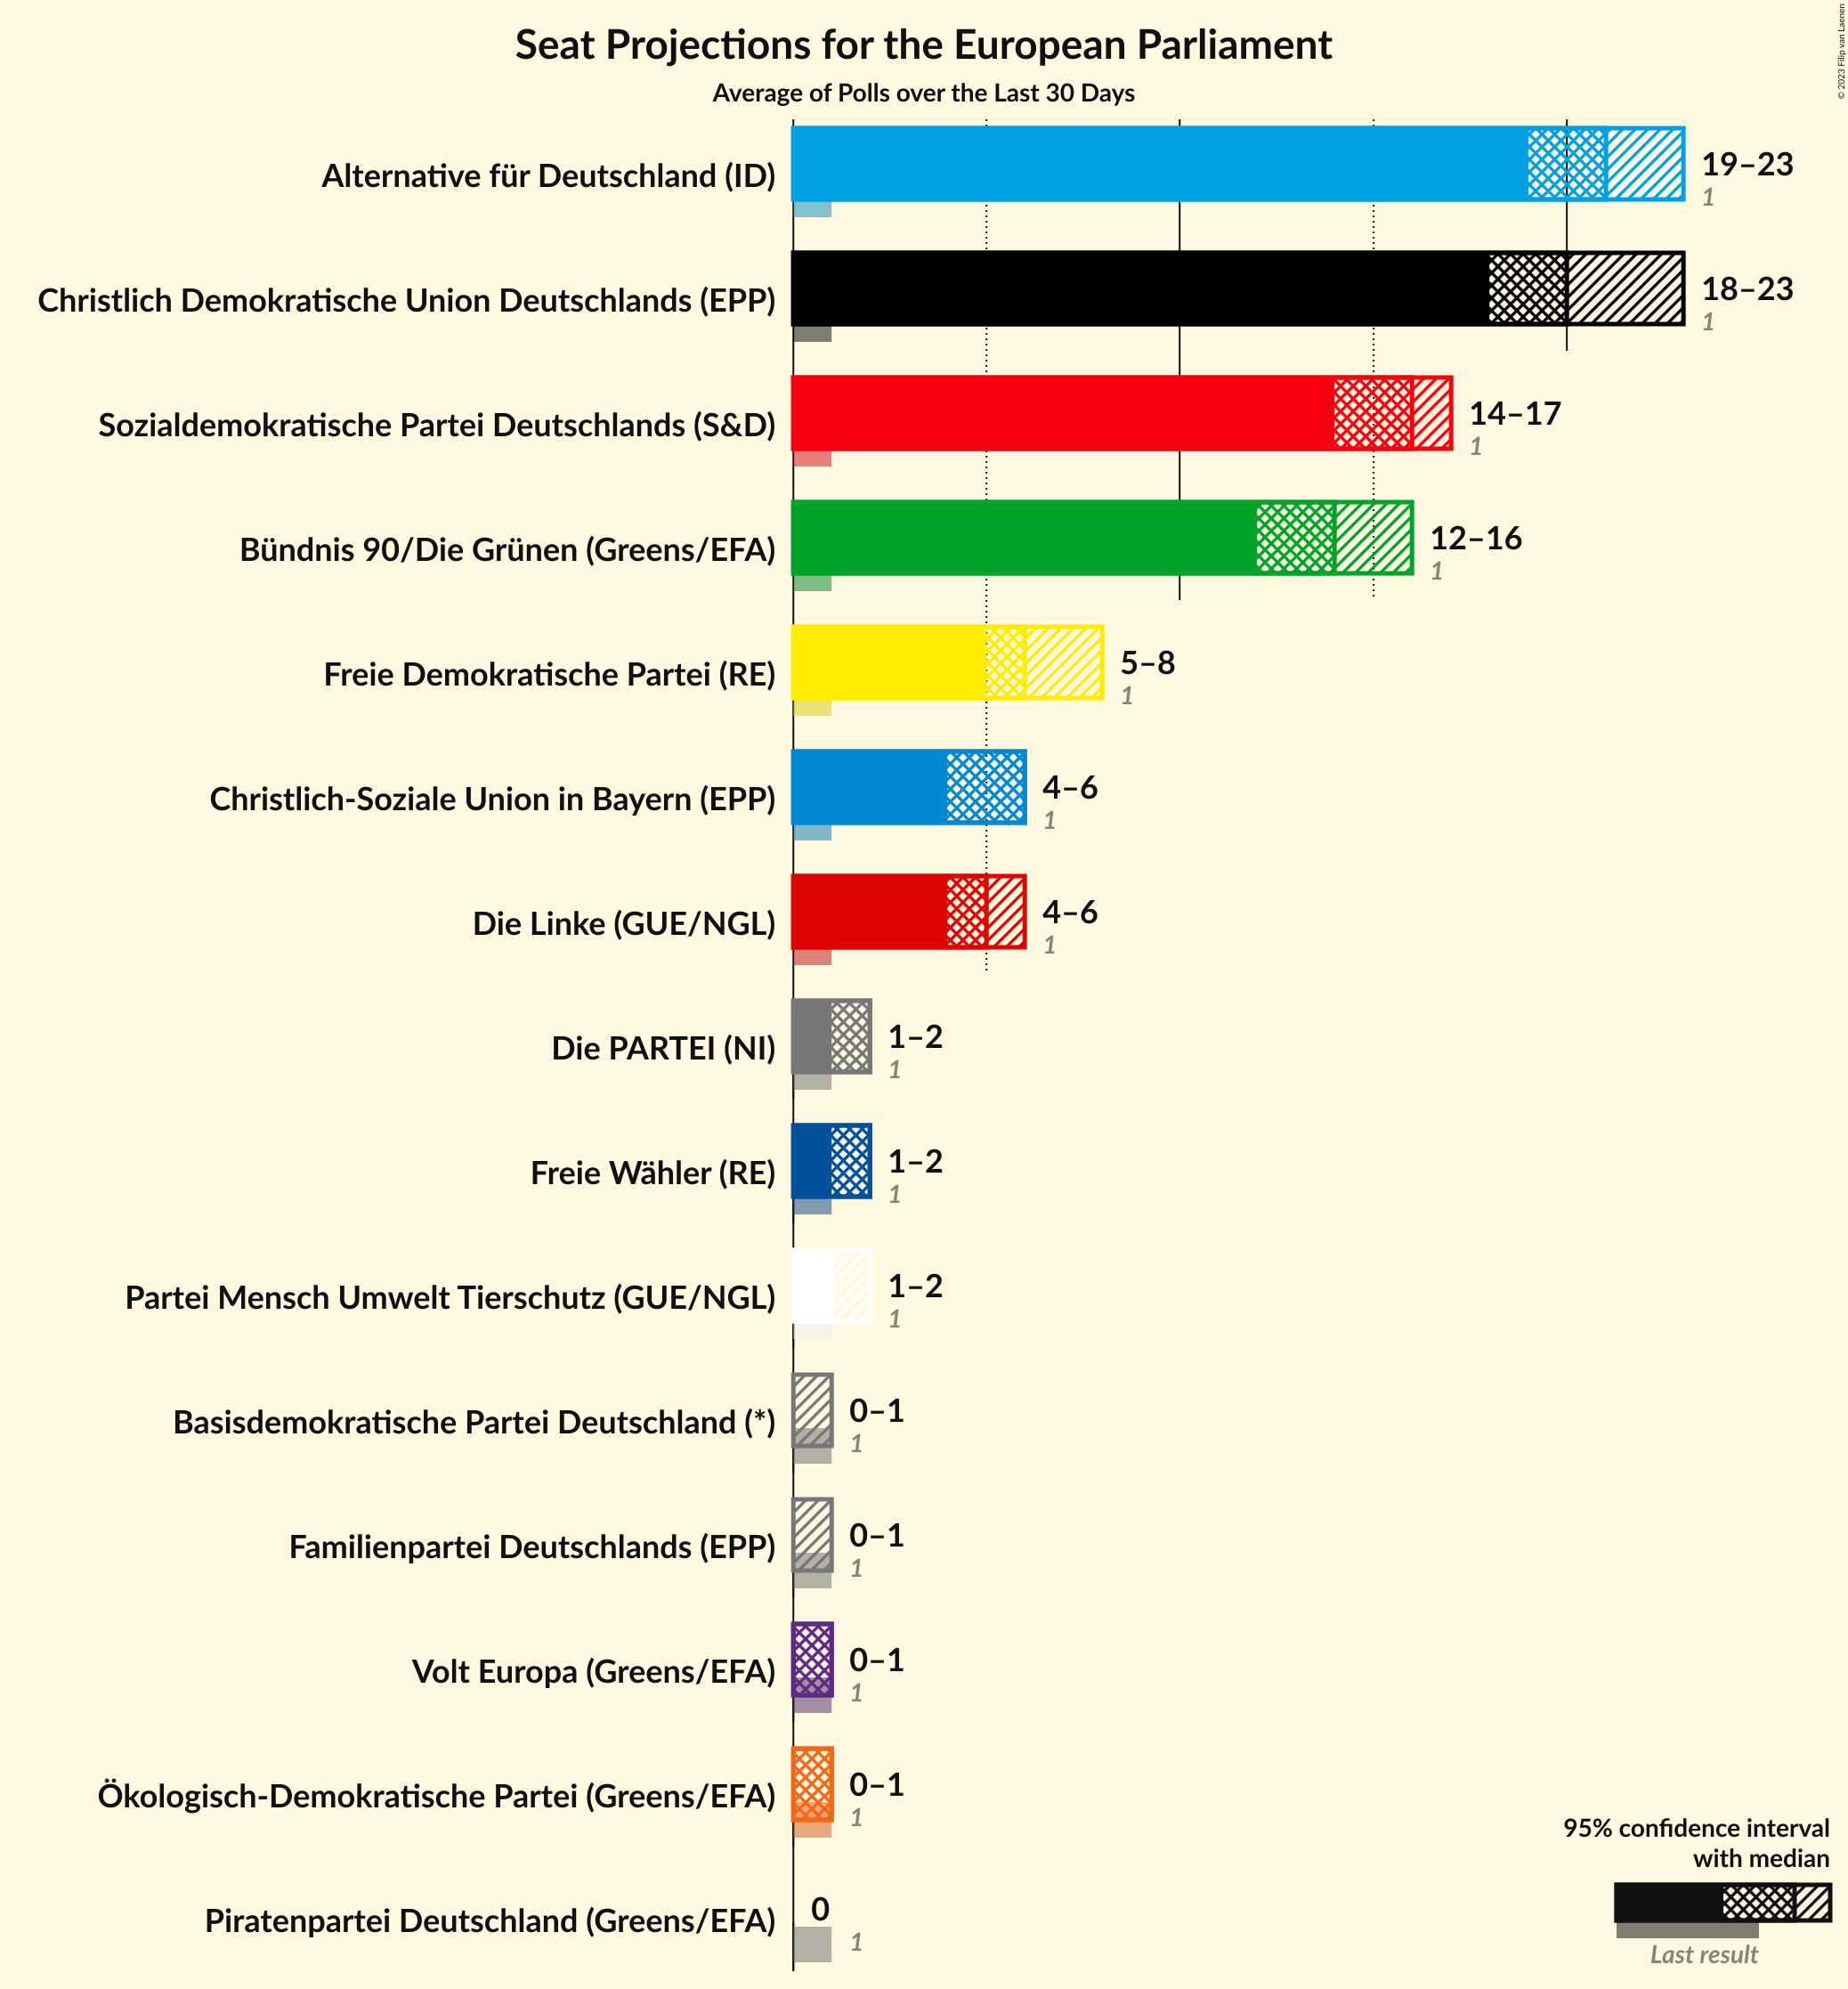 Seat Projections for the European Parliament
Average of Polls over the Last 30 Days
© 2023 Filip van Laenen
Alternative für Deutschland (ID)
19–23
1
Christlich Demokratische Union Deutschlands (EPP)
18–23
1
Sozialdemokratische Partei Deutschlands (S&D)
14–17
1
Bündnis 90/Die Grünen (Greens/EFA)
12–16
1
Freie Demokratische Partei (RE)
5–8
1
Christlich-Soziale Union in Bayern (EPP)
4–6
1
Die Linke (GUE/NGL)
4–6
1
Die PARTEI (NI)
1–2
1
Freie Wähler (RE)
1–2
1
Partei Mensch Umwelt Tierschutz (GUE/NGL)
1–2
1
Basisdemokratische Partei Deutschland (*)
0–1
1
Familienpartei Deutschlands (EPP)
0–1
1
Volt Europa (Greens/EFA)
0–1
1
Ökologisch-Demokratische Partei (Greens/EFA)
0–1
1
Piratenpartei Deutschland (Greens/EFA)
0
1
95% confidence interval
with median
Last result